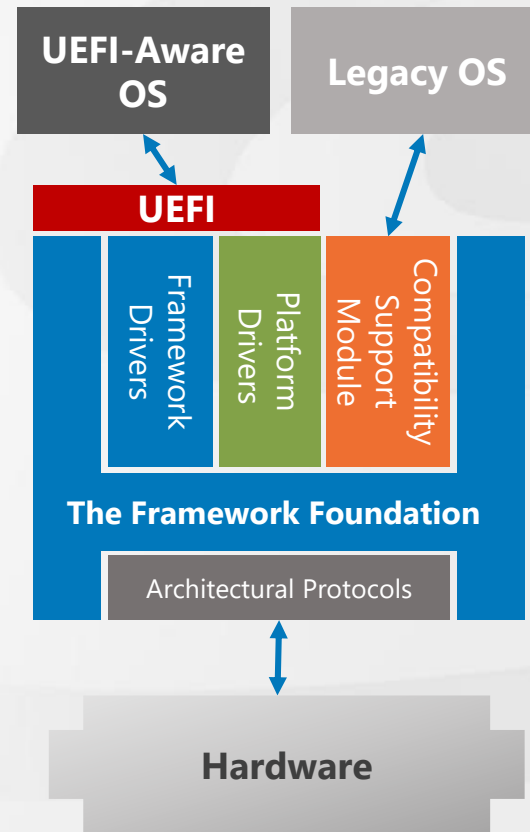 UEFI-Aware
OS
Legacy OS
UEFI
Framework
Drivers
Platform
Drivers
Compatibility
Support
Module
The Framework Foundation
Architectural Protocols
Hardware